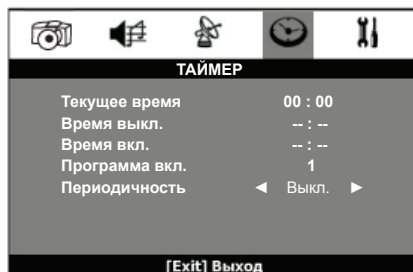 ТАЙМЕР
Текущее время 00 : 00
Время выкл. -- : --
Время вкл. -- : --
Программа вкл. 1
Периодичность ◄ Выкл. ►
[Exit] Выход